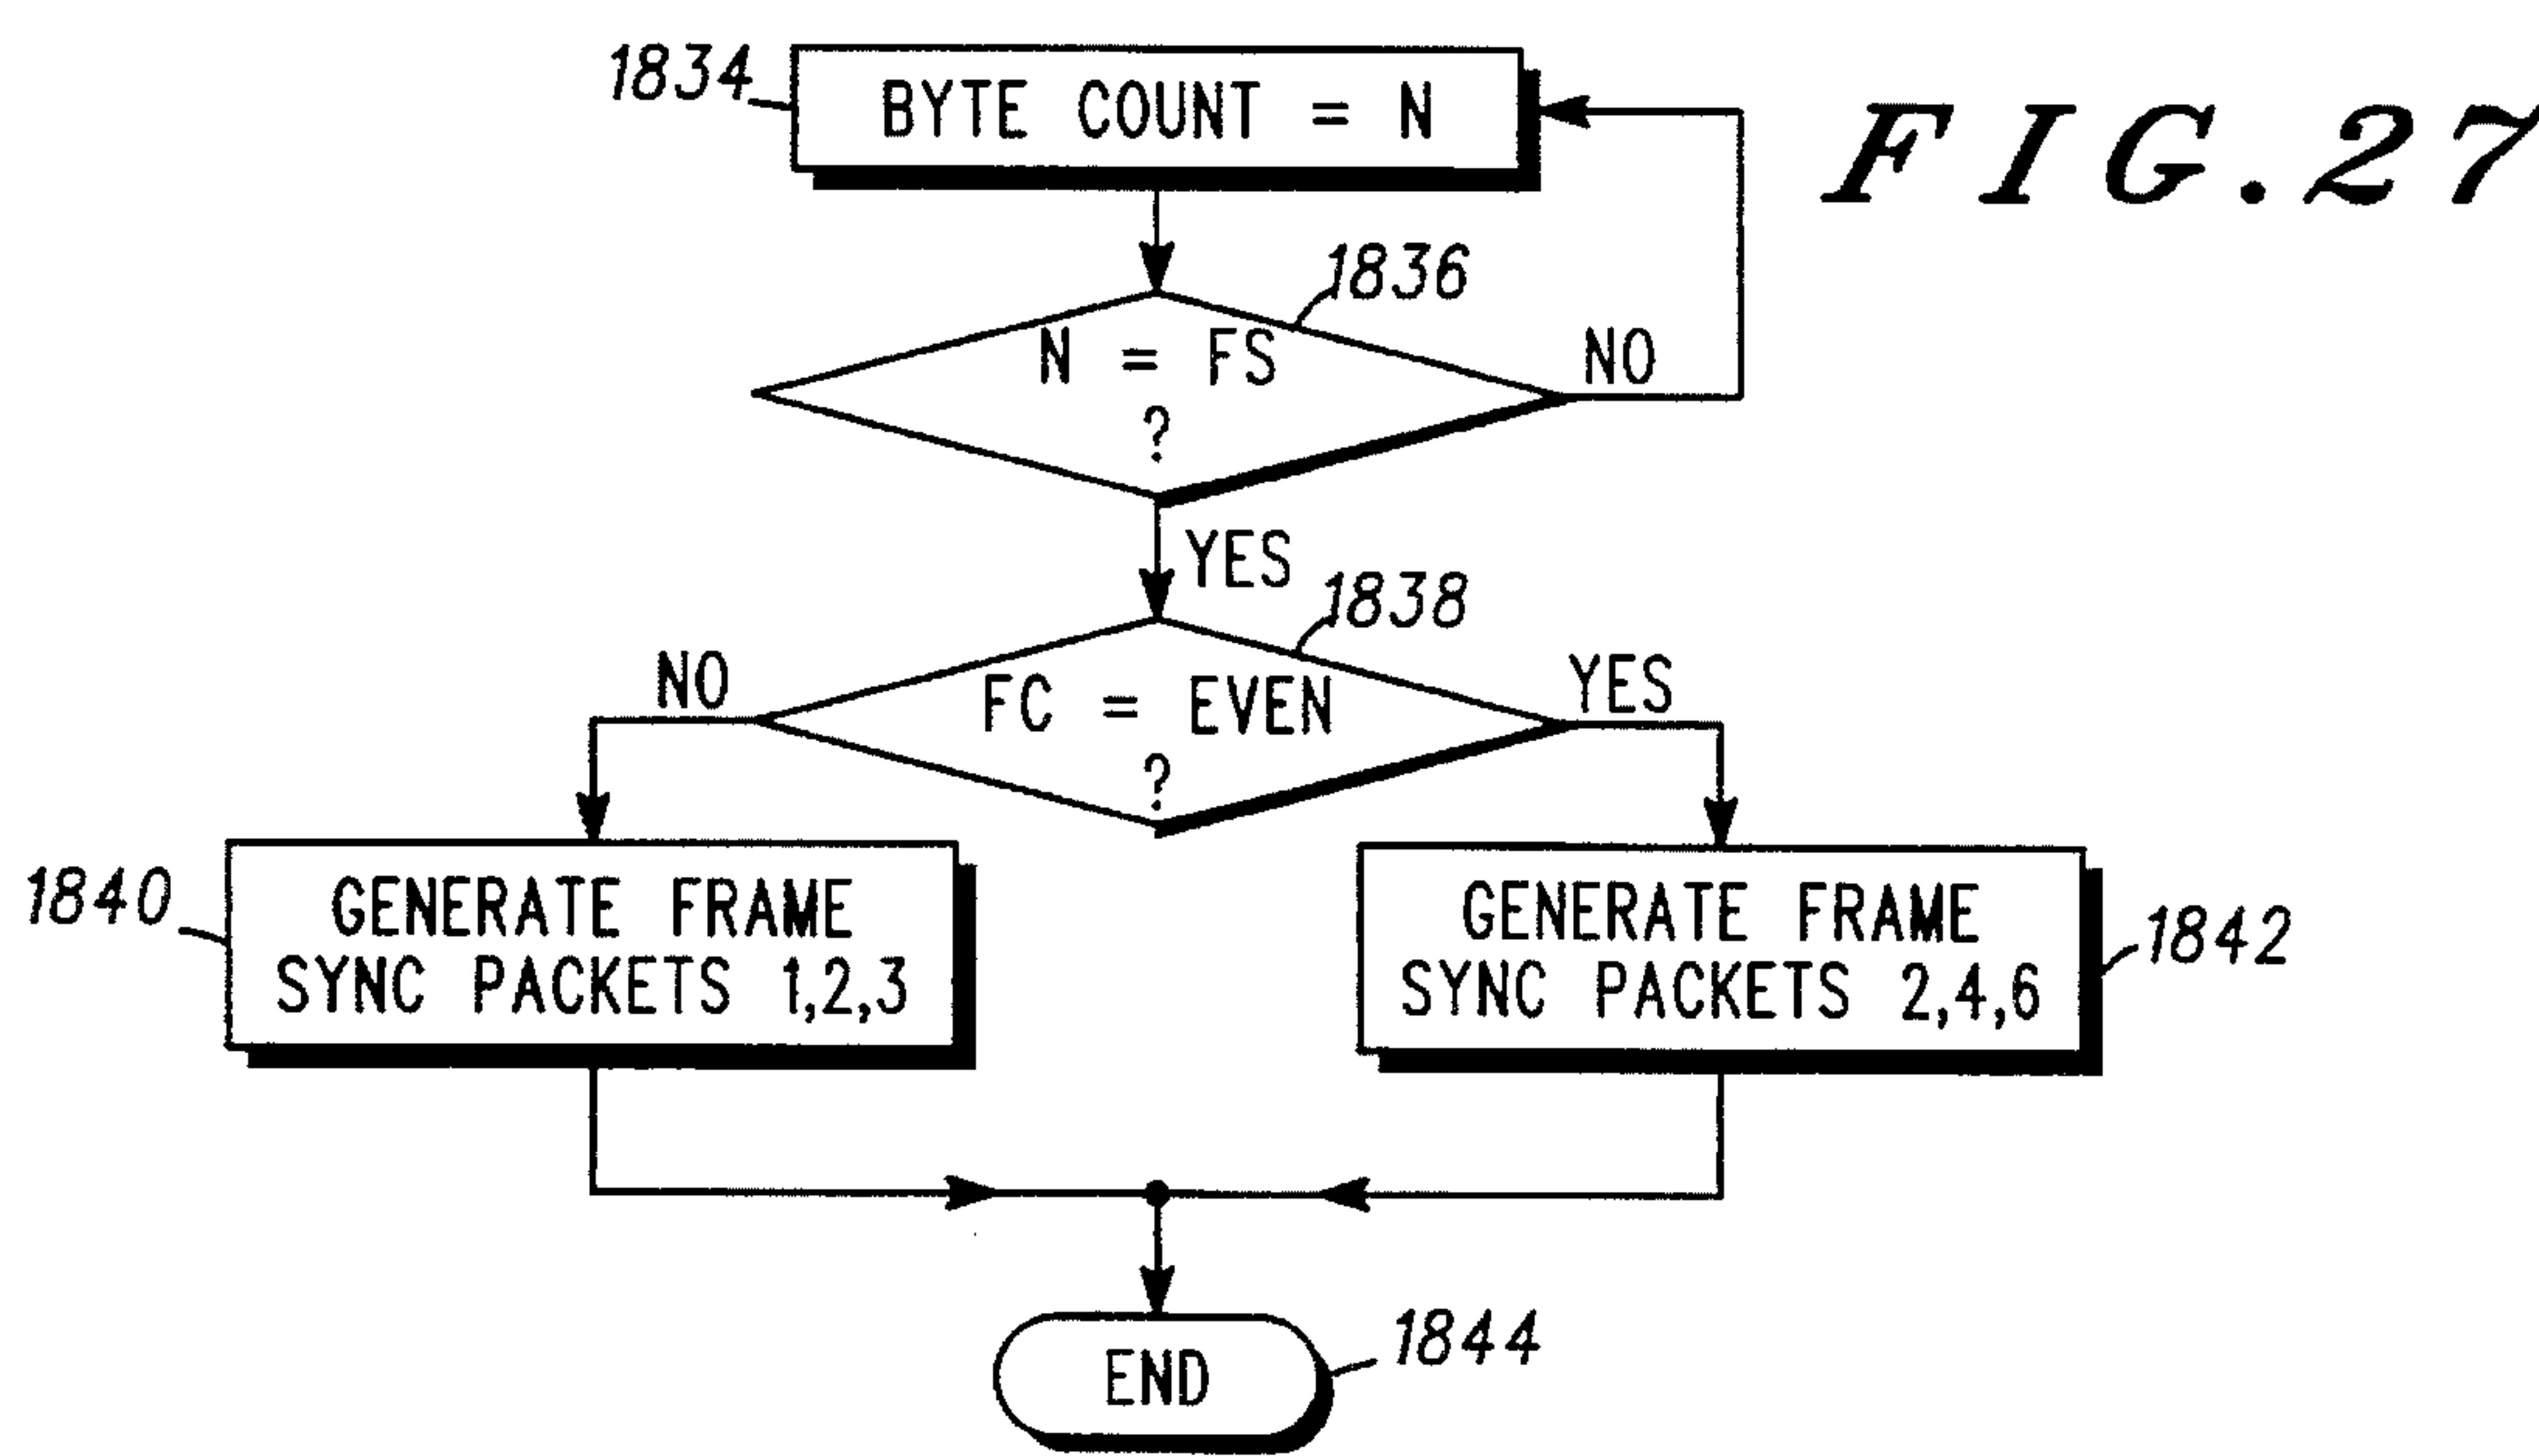 FIG.27
1834
BYTE COUNT = N
1836
N = FS
?
NO
YES
1838
FC = EVEN
?
NO
YES
1840
GENERATE FRAME
SYNC PACKETS 1,2,3
GENERATE FRAME
SYNC PACKETS 2,4,6
1842
END
1844